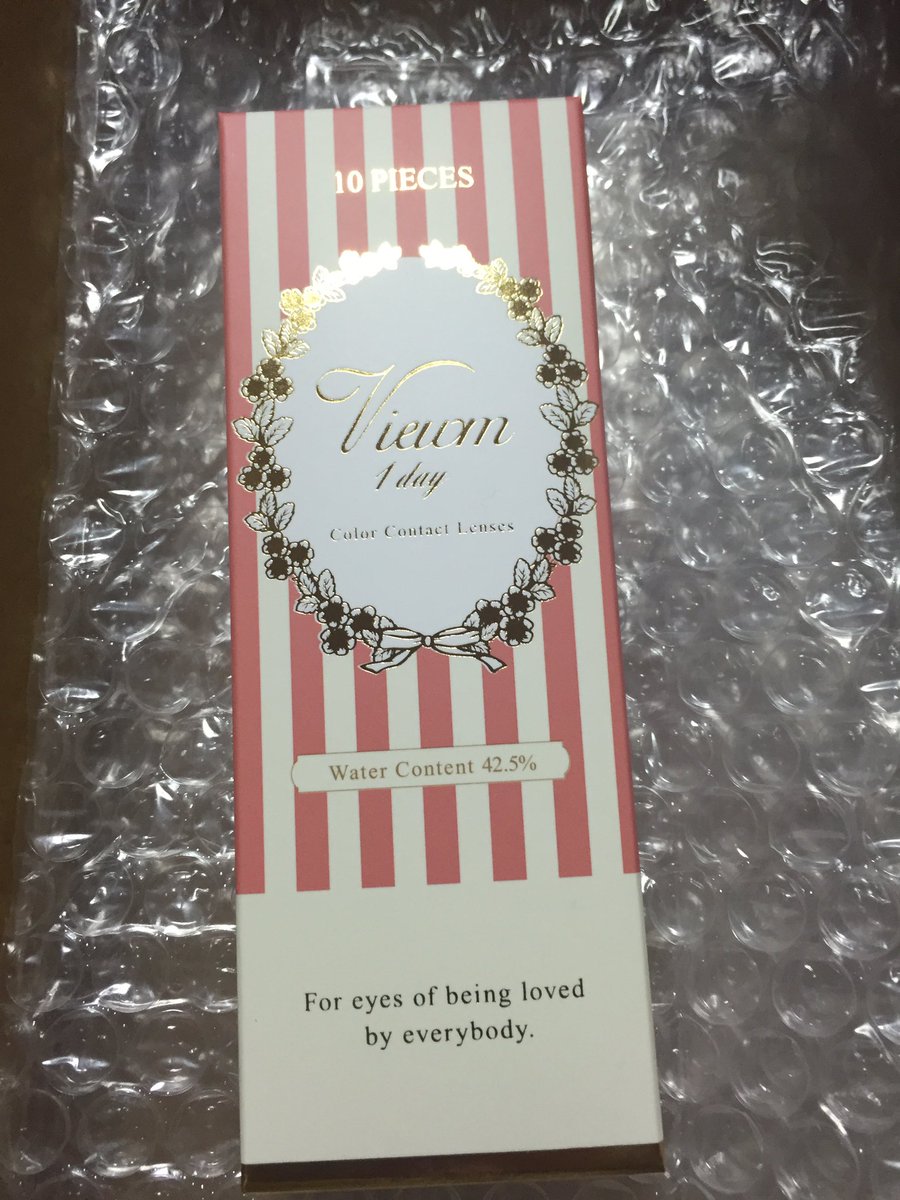 10 PIECES
Viewm
1 day
Color Contact Lenses
Water Content 42.5%
For eyes of being loved
by everybody.